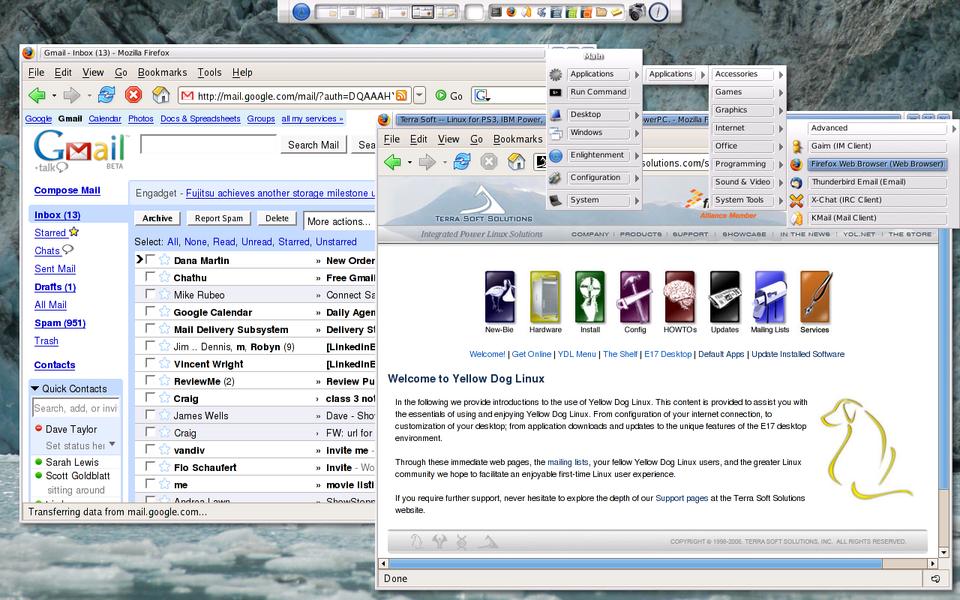 Gmail - Inbox (13) - Mozilla Firefox
File Edit View Go Bookmarks Tools Help
http://mail.google.com/mail/?auth=DQAAAH
Go
G
Google Gmail Calendar Photos Docs & Spreadsheets Groups all my services »
Gmail
+talk BETA
Search Mail
Sea
Compose Mail
Inbox (13)
Starred
Chats
Sent Mail
Drafts (1)
All Mail
Spam (951)
Trash
Contacts
Quick Contacts
Search, add, or invi
Dave Taylor
Set status her
Sarah Lewis
Scott Goldblatt
sitting around
Engadget - Fujitsu achieves another storage milestone u
Archive Report Spam Delete More actions...
Select: All, None, Read, Unread, Starred, Unstarred
Dana Martin » New Order
Chathu » Free Gmai
Mike Rubeo » Connect Sa
Google Calendar » Daily Agen
Mail Delivery Subsystem » Delivery St
Jim .. Dennis, m, Robyn (9) » [LinkedIn
Vincent Wright » [LinkedIn
ReviewMe (2) » Review Pu
Craig » class 3 not
James Wells » Dave - Sho
Craig › FW: url for
vandiv › Invite me -
Flo Schaufert › Invite - Wo
me » movie listi
Andrea Lawn › ShowStopp
Transferring data from mail.google.com...
Main
Applications
Run Command
Desktop
Windows
Enlightenment
Configuration
System
Applications
Accessories
Games
Graphics
Internet
Office
Programming
Sound & Video
System Tools
Advanced
Gaim (IM Client)
Firefox Web Browser (Web Browser)
Thunderbird Email (Email)
X-Chat (IRC Client)
KMail (Mail Client)
Terra Soft -- Linux for PS3, IBM Power, owerPC. - Mozilla F
File Edit View Go Bookmarks
solutions.com/s
TERRA SOFT SOLUTIONS
Integrated Power Linux Solutions
Alliance Member
COMPANY | PRODUCTS | SUPPORT | SHOWCASE | IN THE NEWS | YDL.NET | THE STORE
New-Bie Hardware Install Config HOWTOs Updates Mailing Lists Services
Welcome! | Get Online | YDL Menu | The Shelf | E17 Desktop | Default Apps | Update Installed Software
Welcome to Yellow Dog Linux
In the following we provide introductions to the use of Yellow Dog Linux. This content is provided to assist you with
the essentials of using and enjoying Yellow Dog Linux. From configuration of your internet connection, to
customization of your desktop; from application downloads and updates to the unique features of the E17 desktop
environment.
Through these immediate web pages, the mailing lists, your fellow Yellow Dog Linux users, and the greater Linux
community we hope to facilitate an enjoyable first-time Linux user experience.
If you require further support, never hesitate to explore the depth of our Support pages at the Terra Soft Solutions
website.
COPYRIGHT © 1998-2006. TERRA SOFT SOLUTIONS, INC. ALL RIGHTS RESERVED.
Done